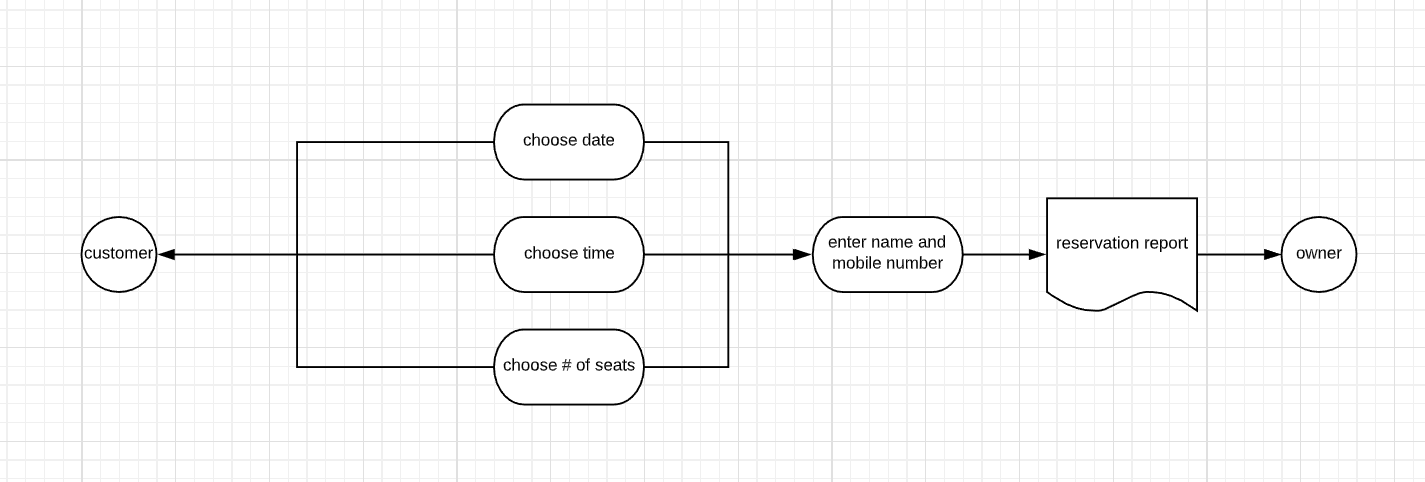 choose date
customer
choose time
enter name and
mobile number
reservation report
owner
choose # of seats